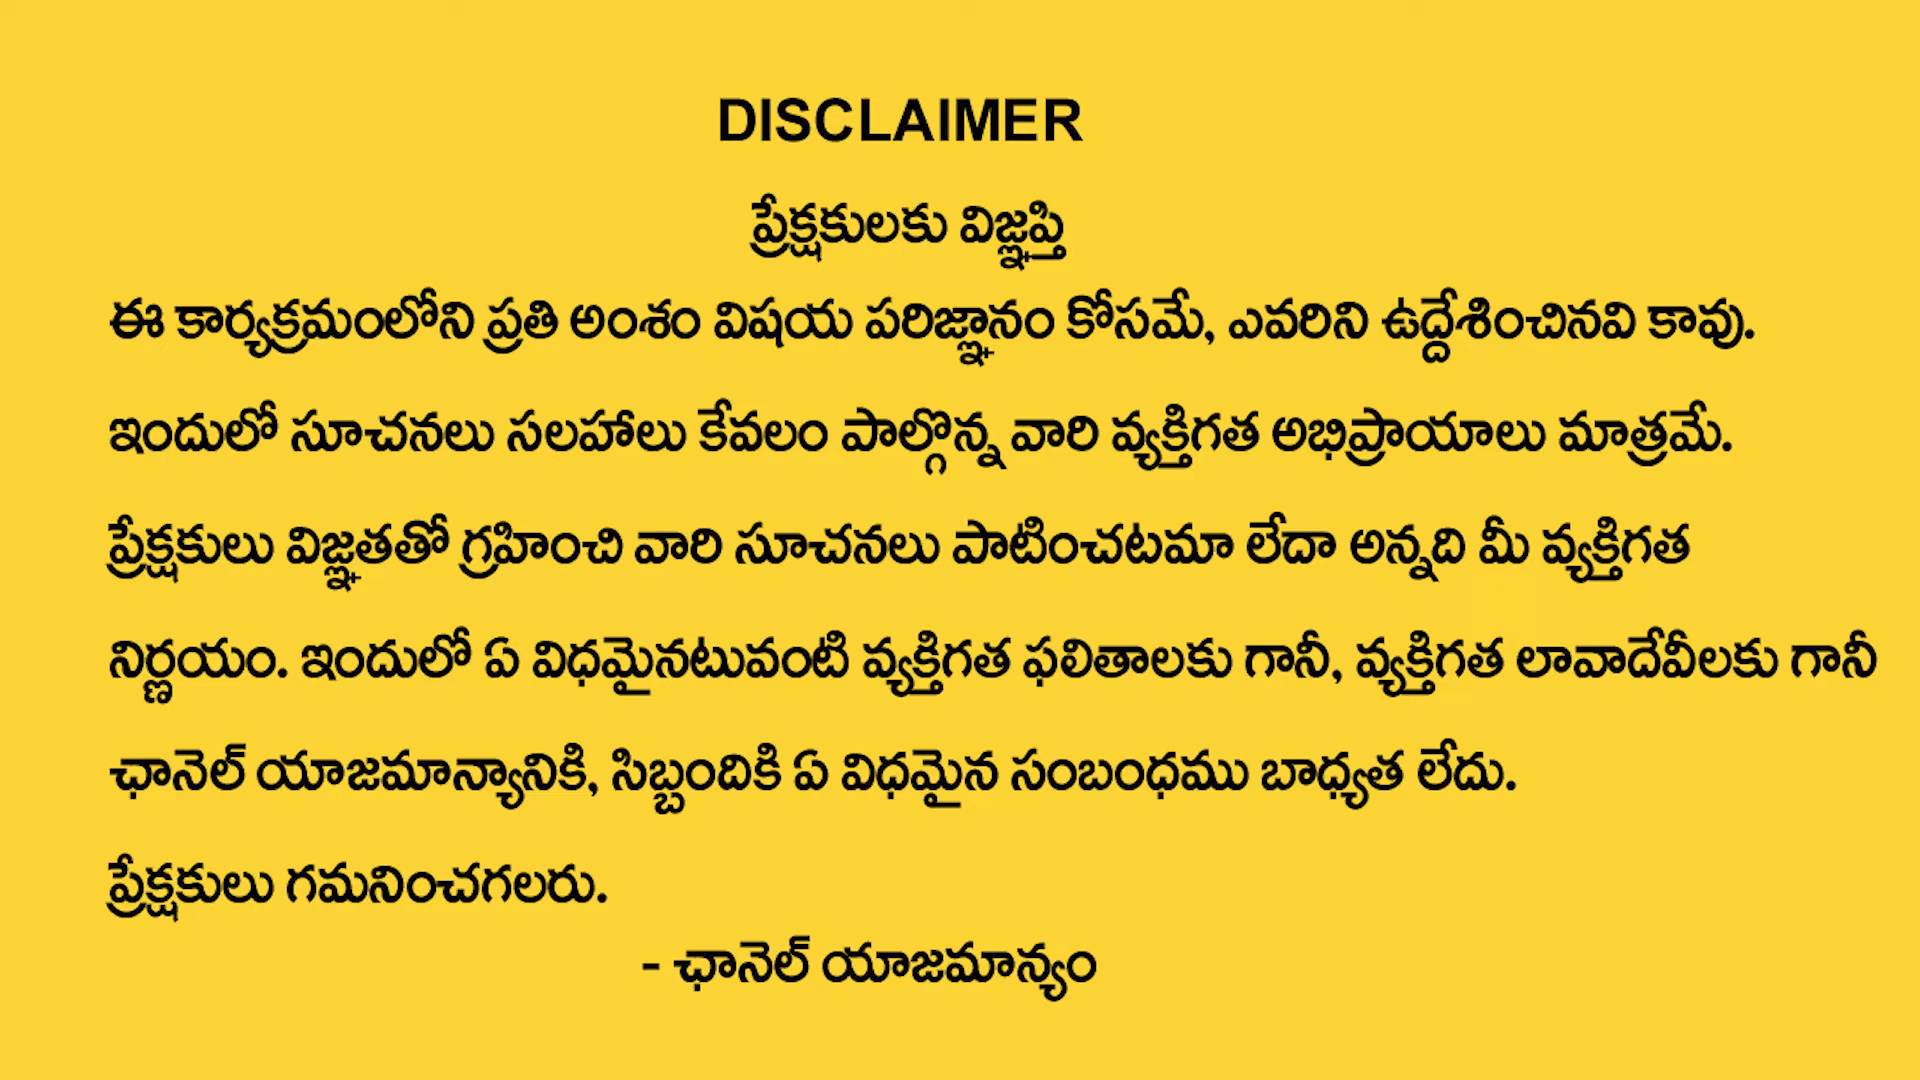 DISCLAIMER
ప్రేక్షకులకు విజ్ఞప్తి
ఈ కార్యక్రమంలోని ప్రతి అంశం విషయ పరిజ్ఞానం కోసమే, ఎవరిని ఉద్దేశించినవి కావు.
ఇందులో సూచనలు సలహాలు కేవలం పాల్గొన్న వారి వ్యక్తిగత అభిప్రాయాలు మాత్రమే.
ప్రేక్షకులు విజ్ఞతతో గ్రహించి వారి సూచనలు పాటించటమా లేదా అన్నది మీ వ్యక్తిగత
నిర్ణయం. ఇందులో ఏ విధమైనటువంటి వ్యక్తిగత ఫలితాలకు గానీ, వ్యక్తిగత లావాదేవీలకు గానీ
ఛానెల్ యాజమాన్యానికి, సిబ్బందికి ఏ విధమైన సంబంధము బాధ్యత లేదు.
ప్రేక్షకులు గమనించగలరు.
- ఛానెల్ యాజమాన్యం